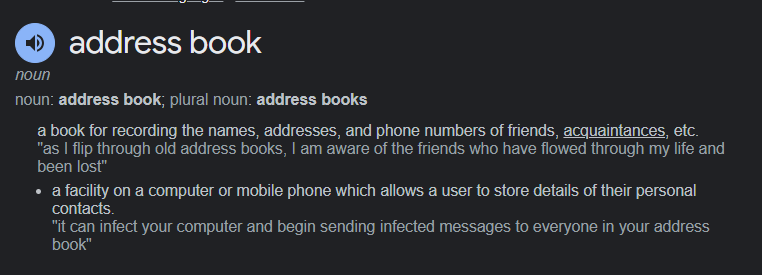 address book
noun
noun: address book; plural noun: address books
a book for recording the names, addresses, and phone numbers of friends, acquaintances, etc.
"as I flip through old address books, I am aware of the friends who have flowed through my life and
been lost"
a facility on a computer or mobile phone which allows a user to store details of their personal
contacts.
"it can infect your computer and begin sending infected messages to everyone in your address
book"